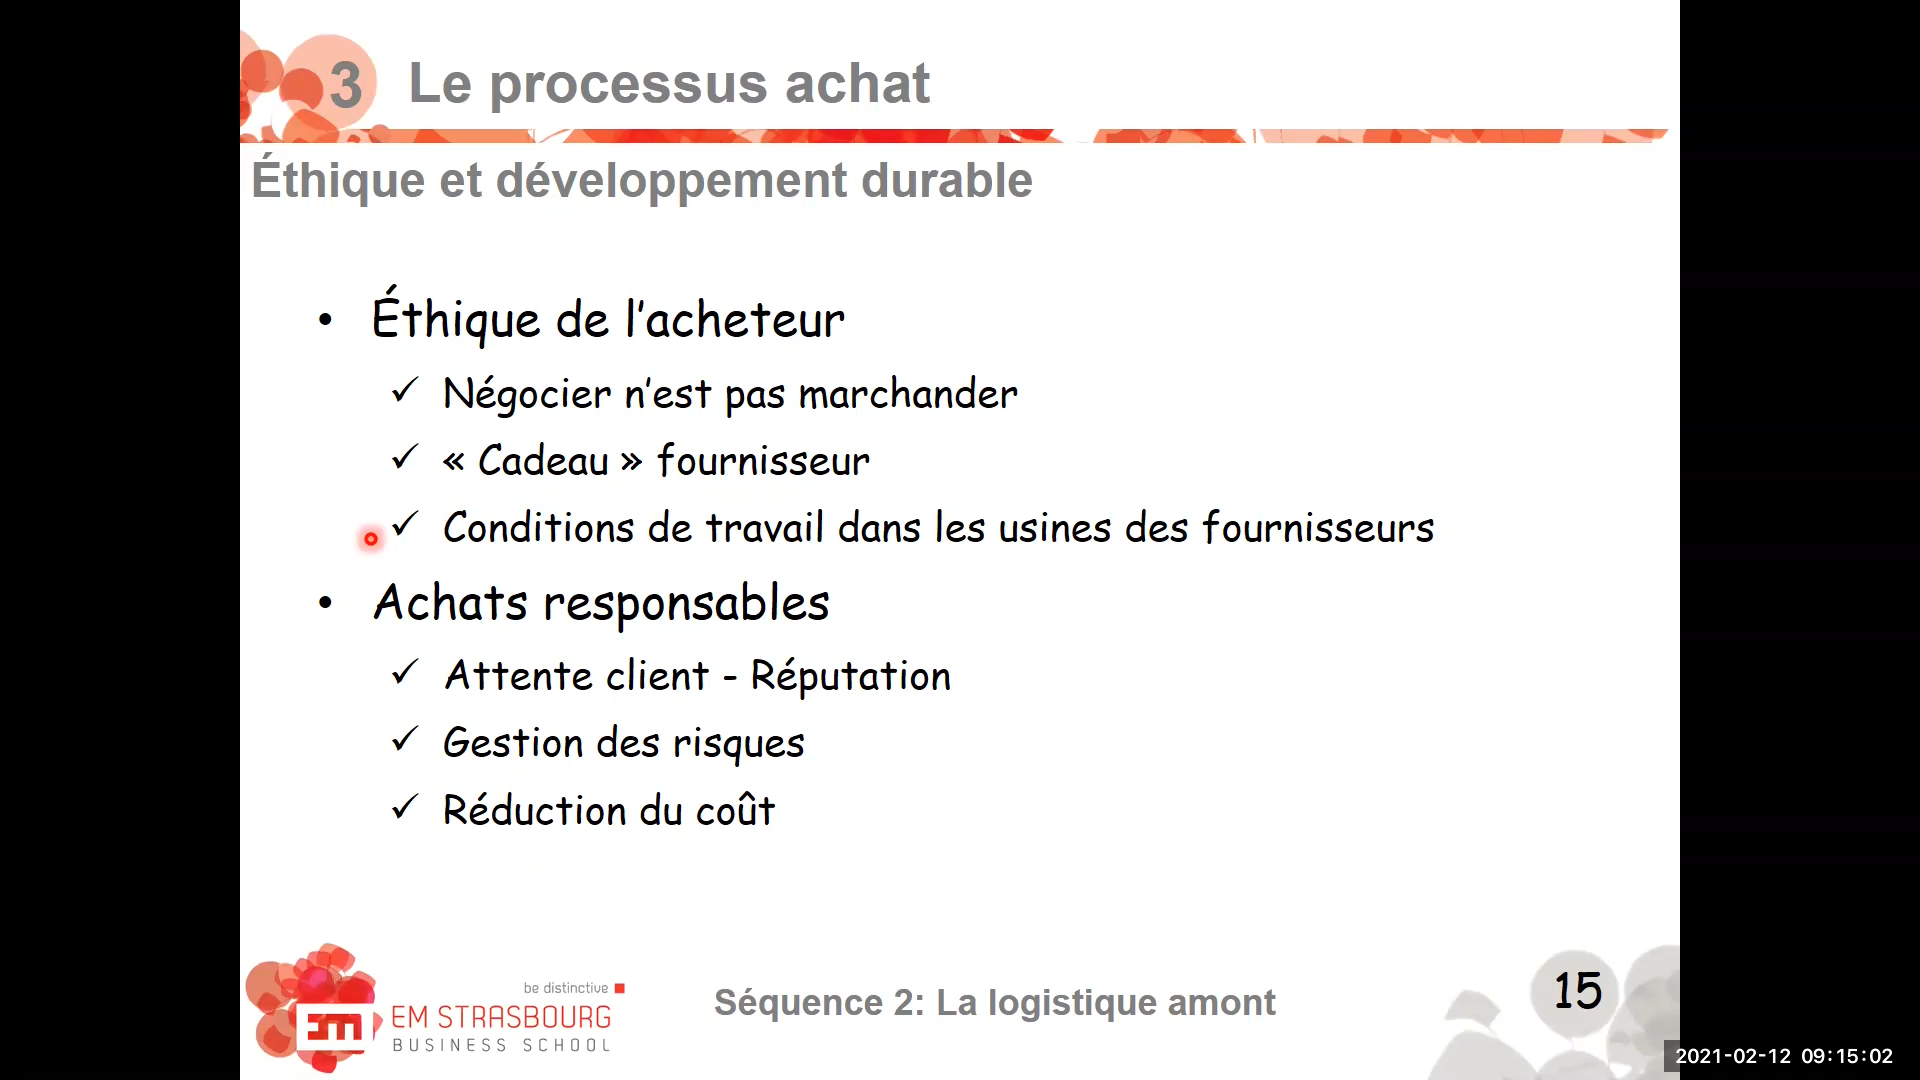 3 Le processus achat
Éthique et développement durable
• Éthique de l'acheteur
✓ Négocier n'est pas marchander
✓ « Cadeau » fournisseur
✓ Conditions de travail dans les usines des fournisseurs
• Achats responsables
✓ Attente client - Réputation
✓ Gestion des risques
✓ Réduction du coût
be distinctive
em
EM STRASBOURG
BUSINESS SCHOOL
Séquence 2: La logistique amont
15
2021-02-12 09:15:02